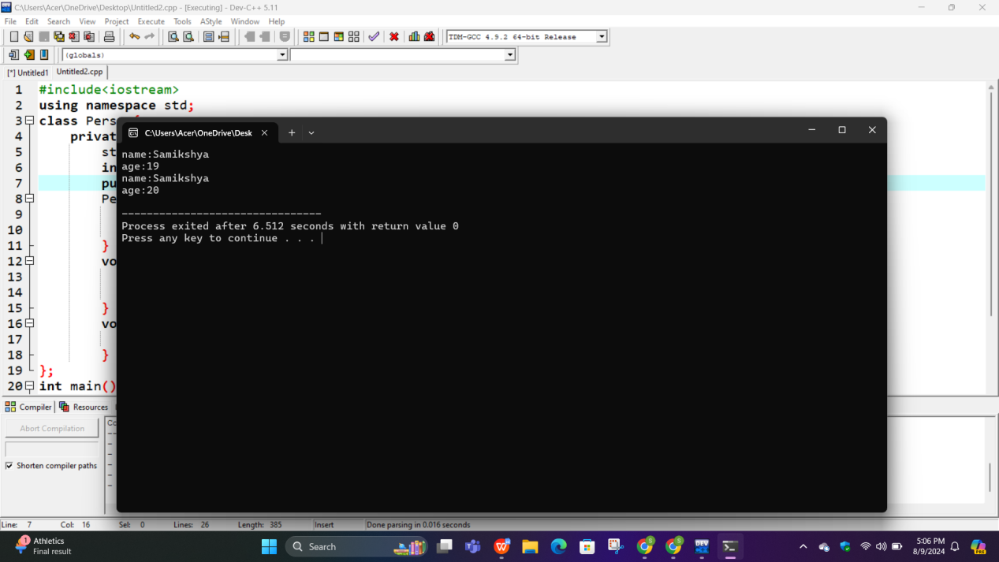 C:\Users\Acer\OneDrive\Desktop\Untitled2.cpp - [Executing] - Dev-C++ 5.11
File Edit Search View Project Execute Tools AStyle Window Help
TDM-GCC 4.9.2 64-bit Release
(globals)
[*] Untitled1 Untitled2.cpp
1 #include<iostream>
2 using namespace std;
3 class Pers
4 privat
5 st
6 in
7 pu
8 Pe
9
10
11 }
12 vo
13
14
15 }
16 vo
17
18 }
19 };
20 int main()
C:\Users\Acer\OneDrive\Desk
name:Samikshya
age:19
name:Samikshya
age:20
--------------------------------
Process exited after 6.512 seconds with return value 0
Press any key to continue . . .
Compiler Resources
Abort Compilation
Shorten compiler paths
Line: 7 Col: 16 Sel: 0 Lines: 26 Length: 385 Insert Done parsing in 0.016 seconds
1
Athletics
Final result
Search
DEV
5:06 PM
8/9/2024
PRE